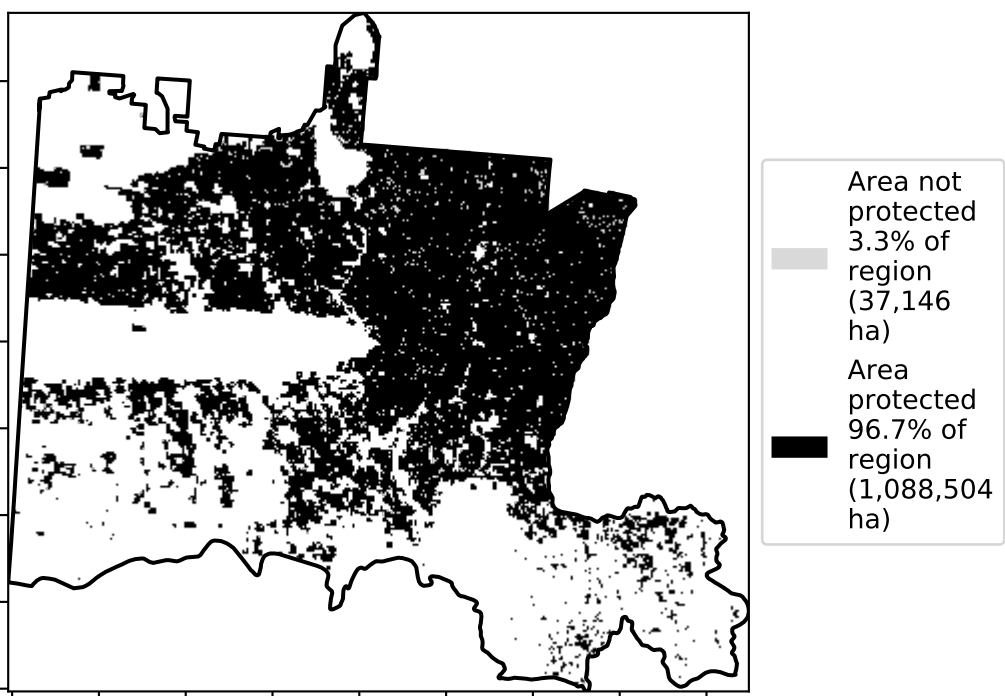 Area not
protected
3.3% of
region
(37,146
ha)
Area
protected
96.7% of
region
(1,088,504
ha)